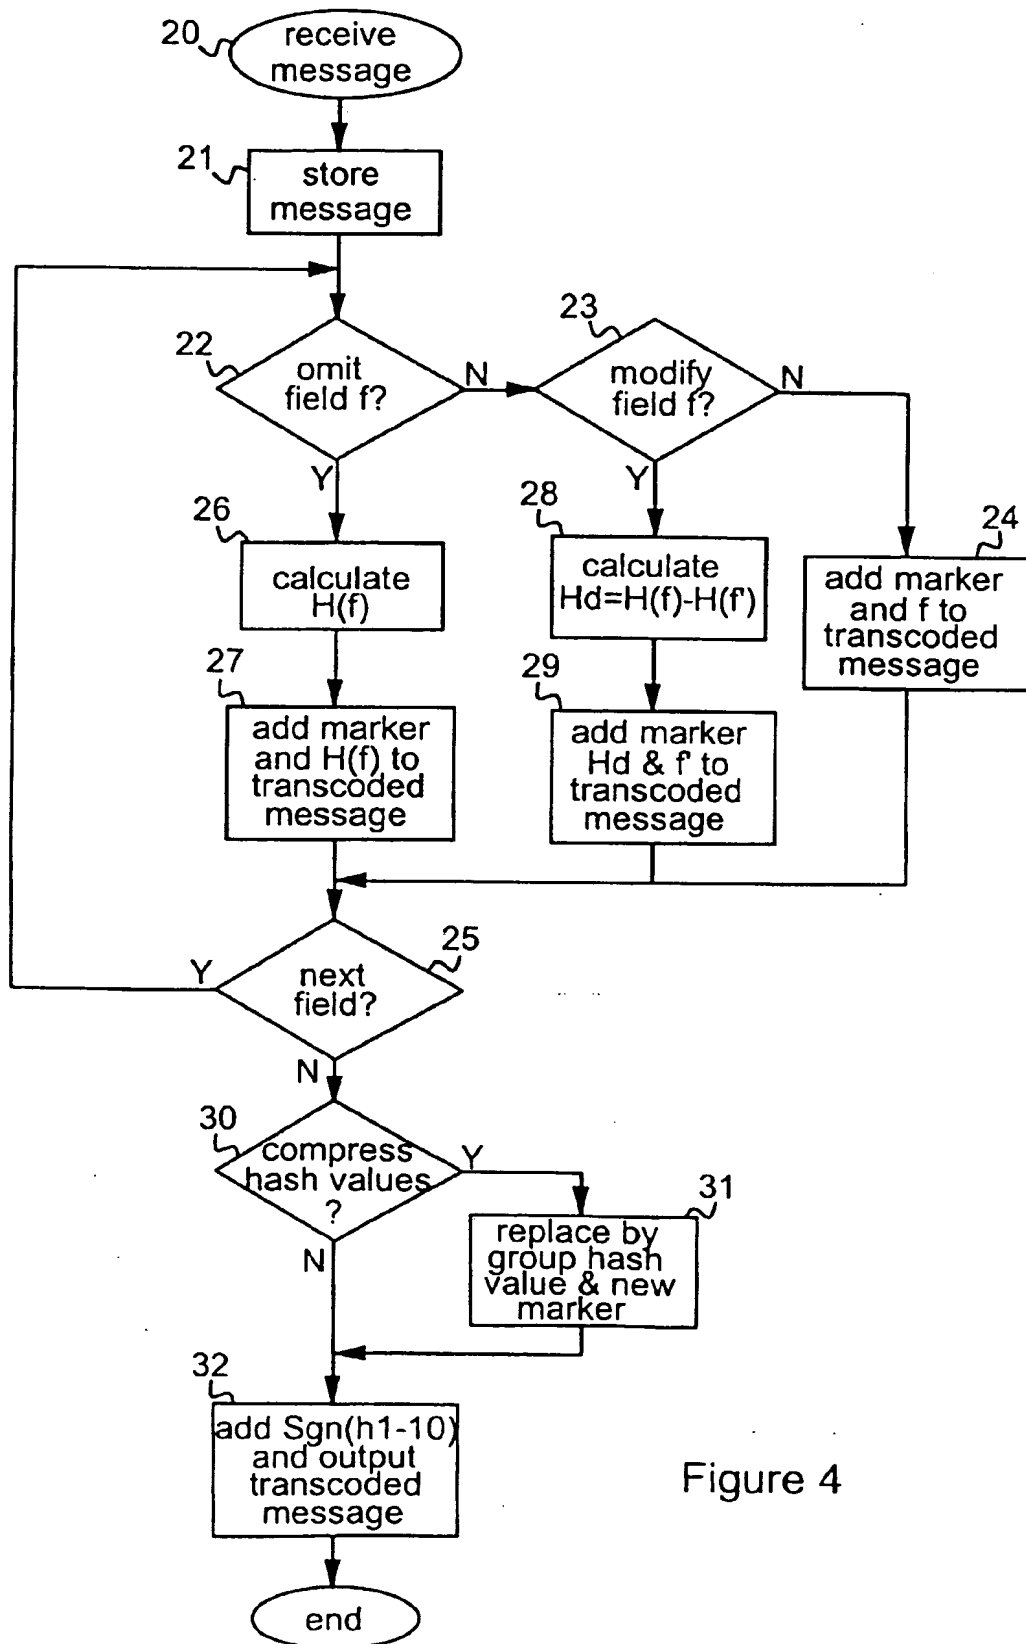 20
receive
message
21
store
message
22
omit
field f?
N
Y
23
modify
field f?
N
Y
26
calculate
H(f)
28
calculate
Hd=H(f)-H(f')
24
add marker
and f to
transcoded
message
27
add marker
and H(f) to
transcoded
message
29
add marker
Hd & f' to
transcoded
message
25
next
field?
Y
N
30
compress
hash values
?
Y
N
31
replace by
group hash
value & new
marker
32
add Sgn(h1-10)
and output
transcoded
message
Figure 4
end